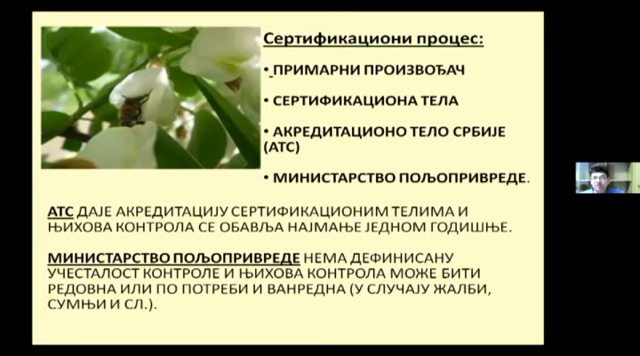 Сертификациони процес:
• ПРИМАРНИ ПРОИЗВОЂАЧ
• СЕРТИФИКАЦИОНА ТЕЛА
• АКРЕДИТАЦИОНО ТЕЛО СРБИЈЕ
(АТС)
• МИНИСТАРСТВО ПОЉОПРИВРЕДЕ.
АТС ДАЈЕ АКРЕДИТАЦИЈУ СЕРТИФИКАЦИОНИМ ТЕЛИМА И
ЊИХОВА КОНТРОЛА СЕ ОБАВЉА НАЈМАЊЕ ЈЕДНОМ ГОДИШЊЕ.
МИНИСТАРСТВО ПОЉОПРИВРЕДЕ НЕМА ДЕФИНИСАНУ
УЧЕСТАЛОСТ КОНТРОЛЕ И ЊИХОВА КОНТРОЛА МОЖЕ БИТИ
РЕДОВНА ИЛИ ПО ПОТРЕБИ И ВАНРЕДНА (У СЛУЧАЈУ ЖАЛБИ,
СУМЊИ И СЛ.).